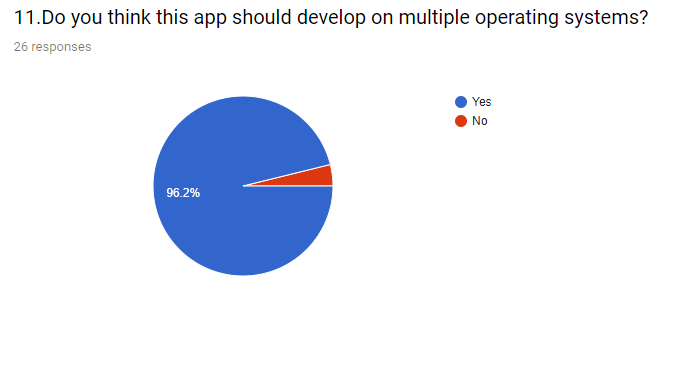 11.Do you think this app should develop on multiple operating systems?
26 responses
Yes
No
96.2%